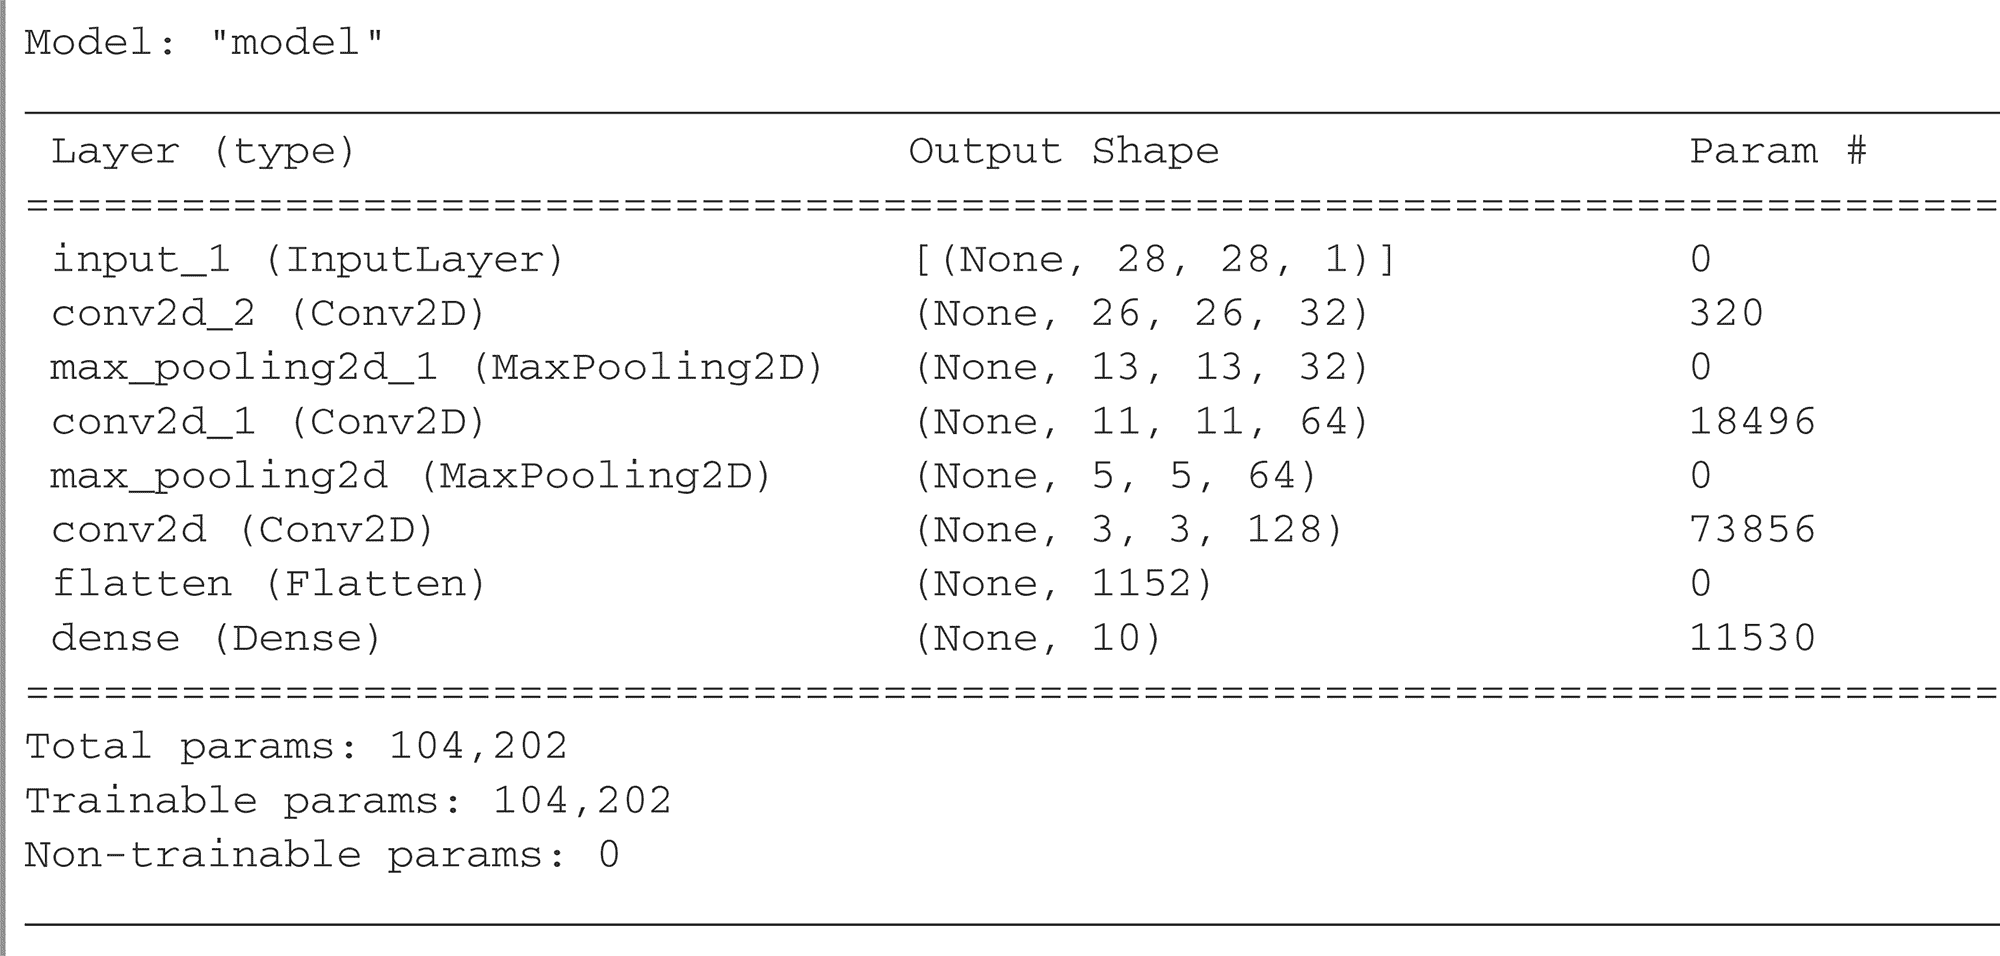 Model: "model"
Layer (type) Output Shape Param #
================================================================================
input_1 (InputLayer) [(None, 28, 28, 1)] 0
conv2d_2 (Conv2D) (None, 26, 26, 32) 320
max_pooling2d_1 (MaxPooling2D) (None, 13, 13, 32) 0
conv2d_1 (Conv2D) (None, 11, 11, 64) 18496
max_pooling2d (MaxPooling2D) (None, 5, 5, 64) 0
conv2d (Conv2D) (None, 3, 3, 128) 73856
flatten (Flatten) (None, 1152) 0
dense (Dense) (None, 10) 11530
================================================================================
Total params: 104,202
Trainable params: 104,202
Non-trainable params: 0